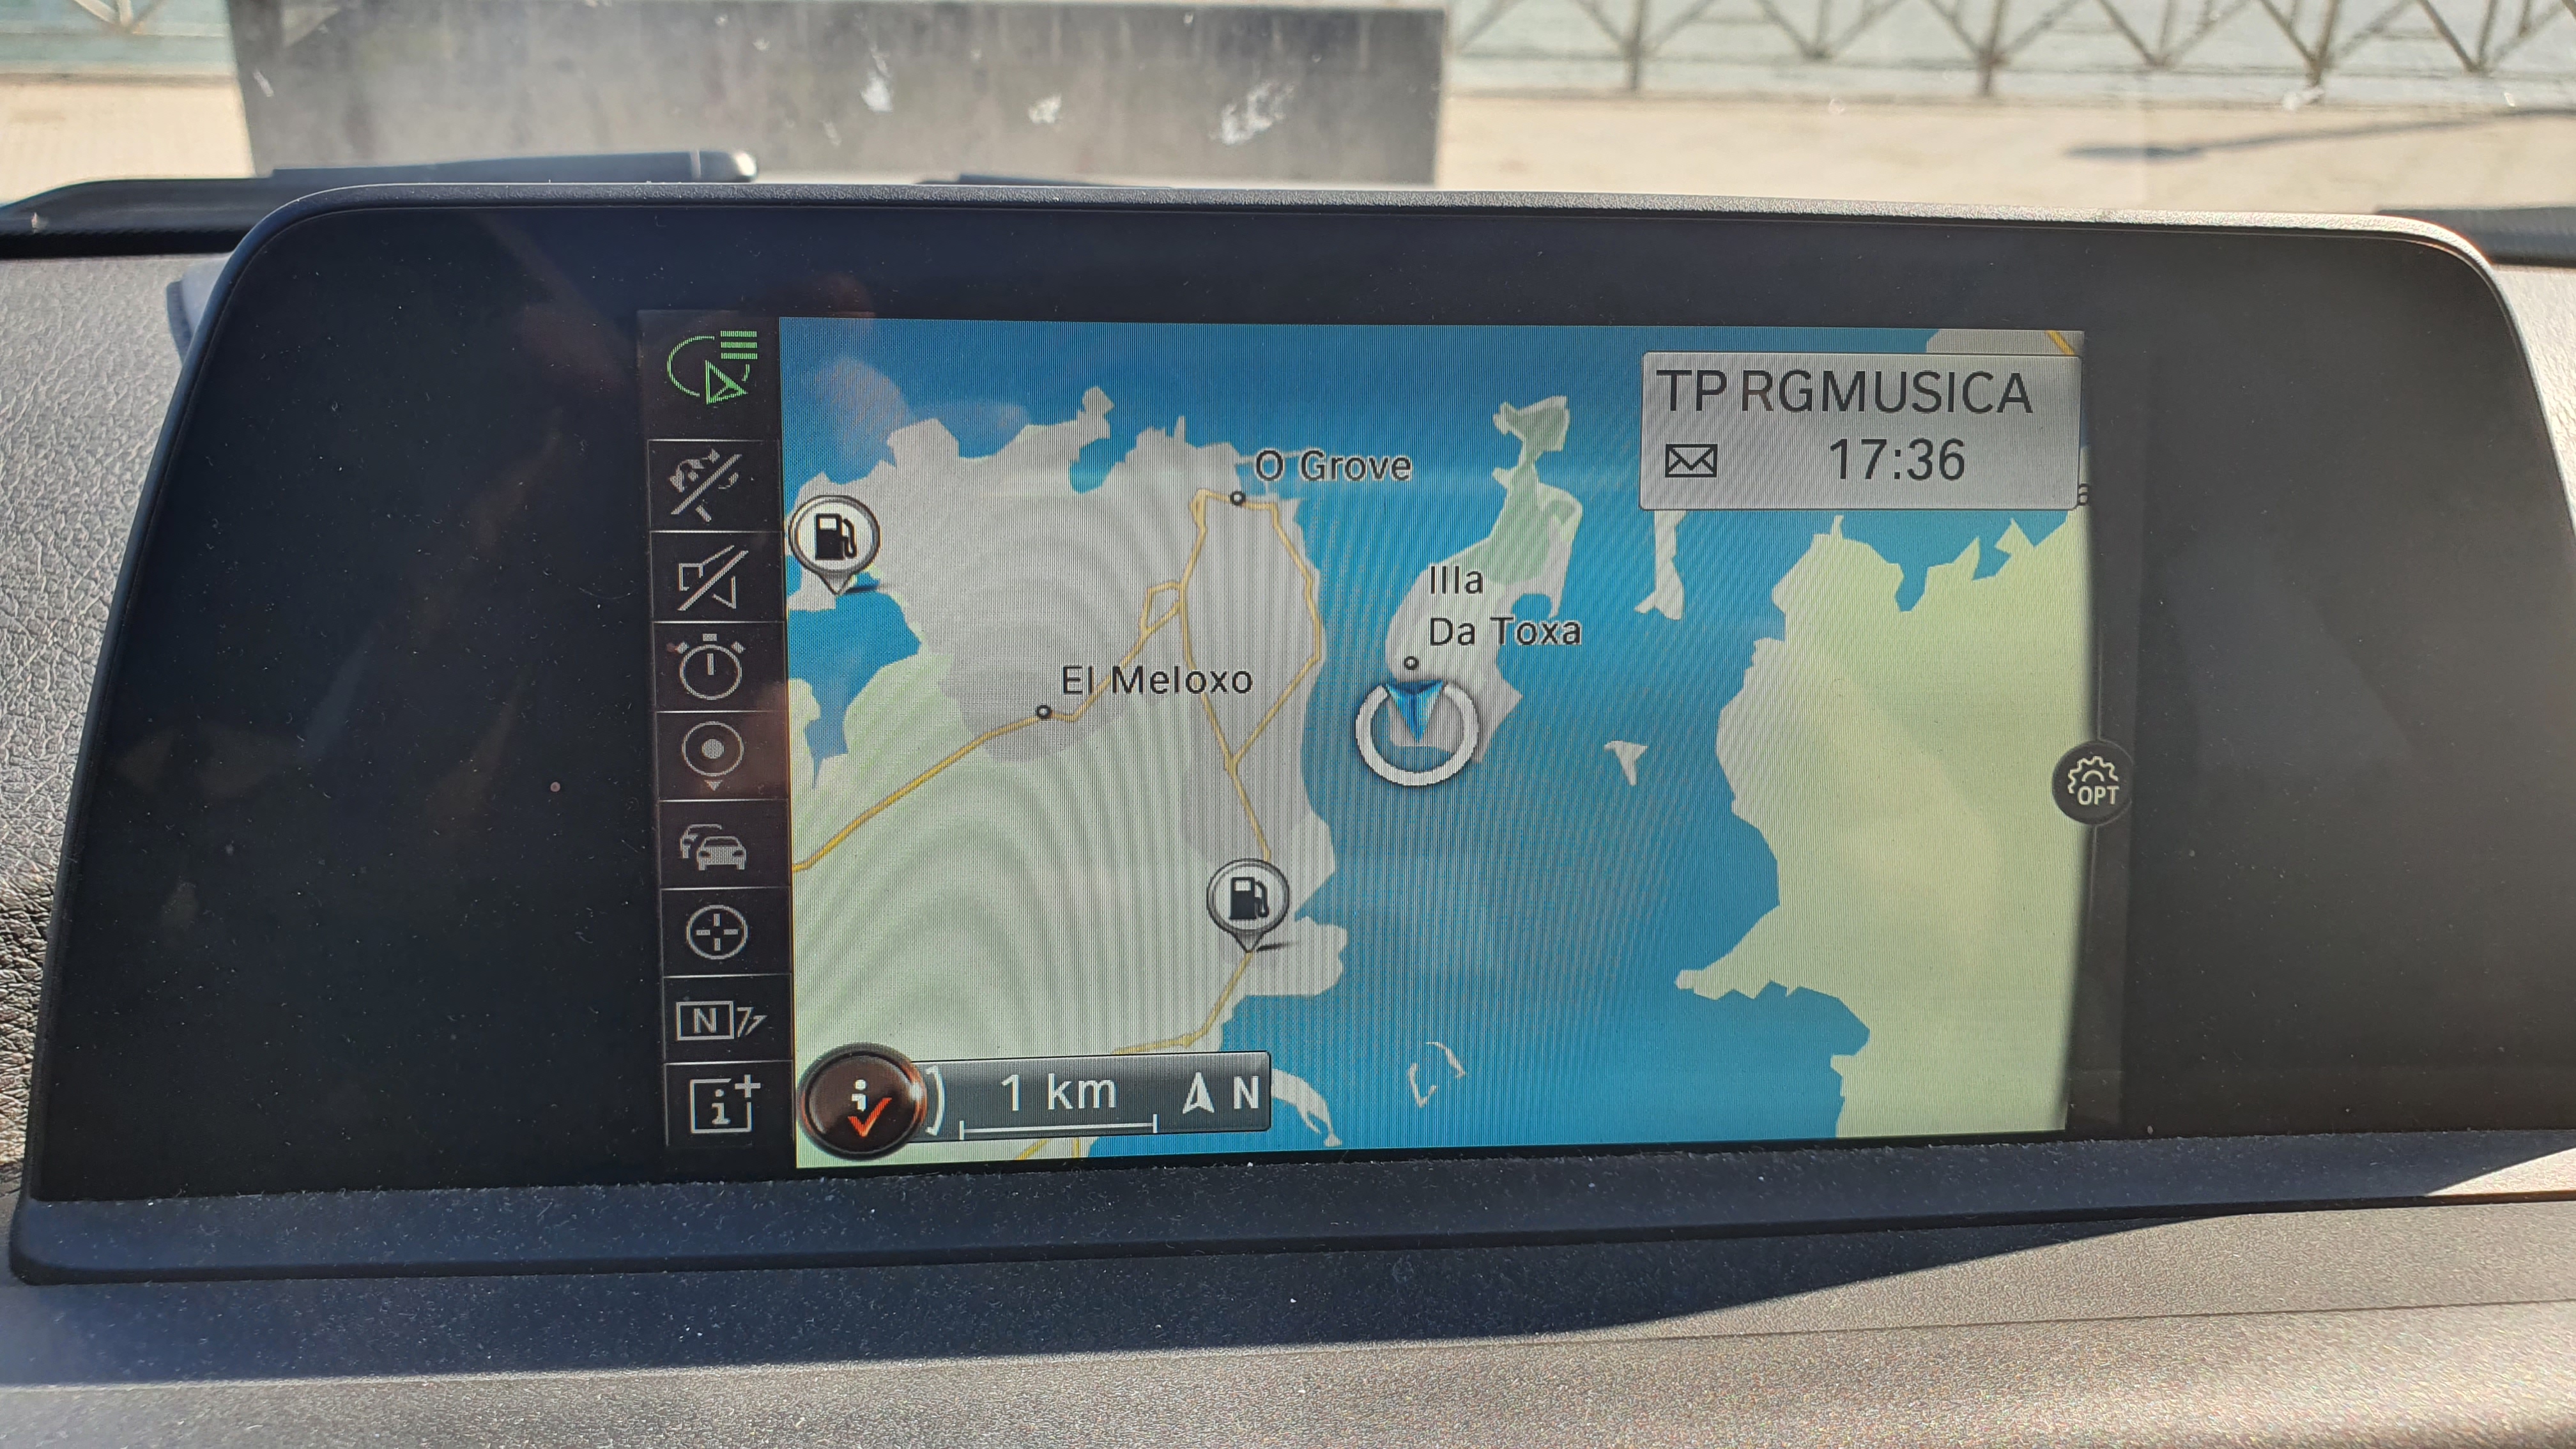 TP RGMUSICA
17:36
O Grove
a
Illa
Da Toxa
El Meloxo
OPT
N
i+
i
1 km
N